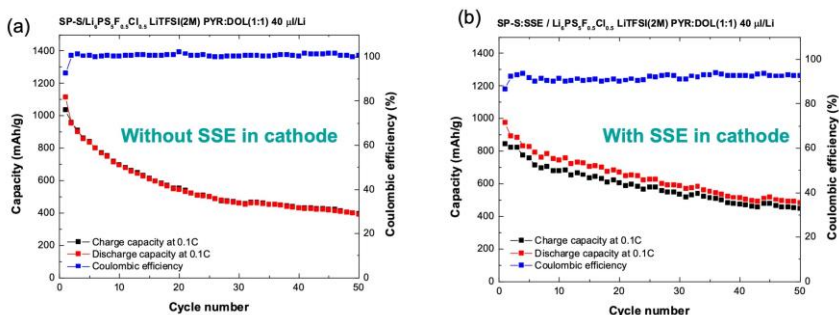 (a)
SP-S/Li₆PS₅F₀.₅Cl₀.₅ LiTFSI(2M) PYR:DOL(1:1) 40 µl/Li
1400
1200
1000
800
600
400
200
0
Capacity (mAh/g)
100
80
60
40
20
0
Coulombic efficiency (%)
Without SSE in cathode
Charge capacity at 0.1C
Discharge capacity at 0.1C
Coulombic efficiency
0 10 20 30 40 50
Cycle number
(b)
SP-S:SSE / Li₆PS₅F₀.₅Cl₀.₅ LiTFSI(2M) PYR:DOL(1:1) 40 µl/Li
1400
1200
1000
800
600
400
200
0
Capacity (mAh/g)
100
80
60
40
20
0
Coulombic efficiency (%)
With SSE in cathode
Charge capacity at 0.1C
Discharge capacity at 0.1C
Coulombic efficiency
0 10 20 30 40 50
Cycle number